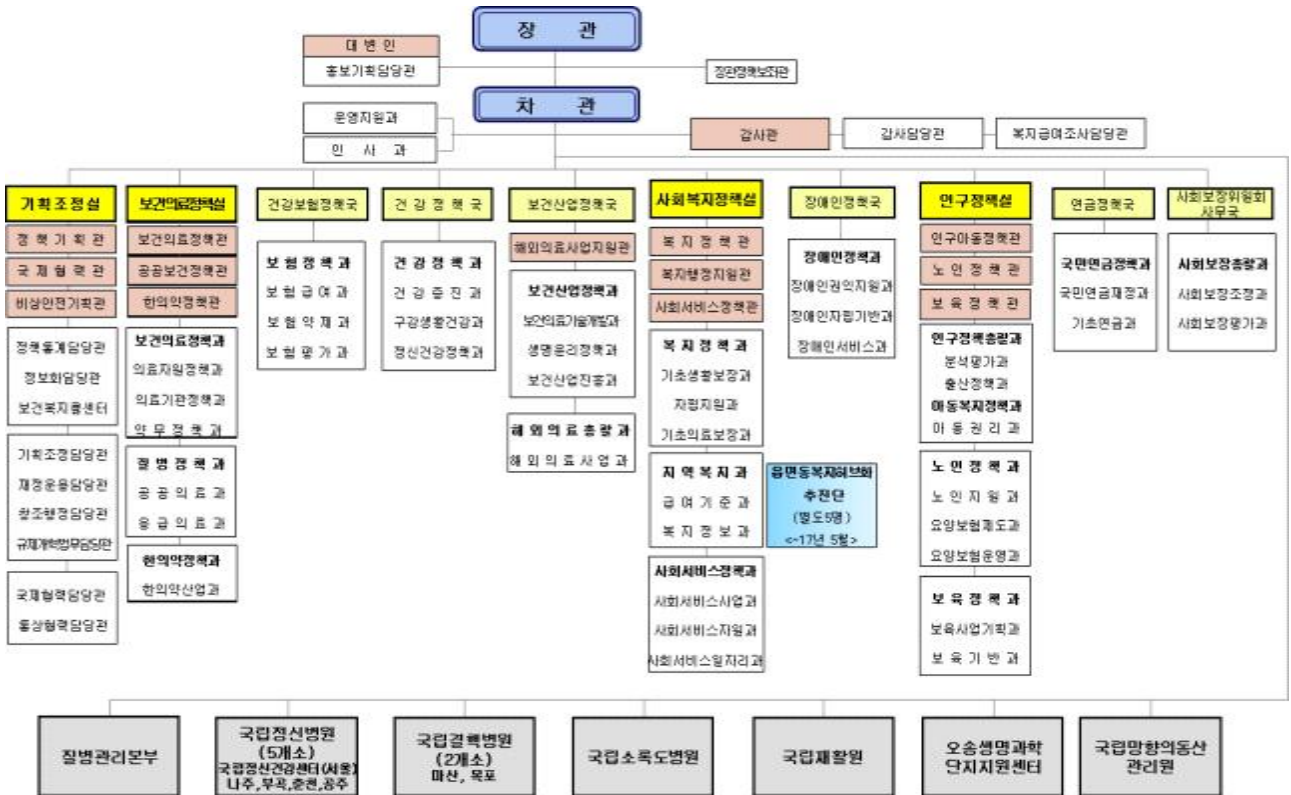 장 관
대 변 인
홍보기획담당관
장관정책보좌관
차 관
운영지원과
인 사 과
감사관
감사담당관
복지급여조사담당관
기획조정실
정 책 기 획 관
국 제 협 력 관
비상안전기획관
정책통계담당관
정보화담당관
보건복지콜센터
기획조정담당관
재정운용담당관
창조행정담당관
규제개혁법무담당관
국제협력담당관
통상협력담당관
보건의료정책실
보건의료정책관
공공보건정책관
한의약정책관
보건의료정책과
의료자원정책과
의료기관정책과
약 무 정 책 과
질 병 정 책 과
공 공 의 료 과
응 급 의 료 과
한의약정책과
한의약산업과
건강보험정책국
보 험 정 책 과
보 험 급 여 과
보 험 약 제 과
보 험 평 가 과
건 강 정 책 국
건 강 정 책 과
건 강 증 진 과
구강생활건강과
정신건강정책과
보건산업정책국
해외의료사업지원관
보건산업정책과
보건의료기술개발과
생명윤리정책과
보건산업진흥과
해 외 의 료 총 괄 과
해 외 의 료 사 업 과
사회복지정책실
복 지 정 책 관
복지행정지원관
사회서비스정책관
복 지 정 책 과
기초생활보장과
자립지원과
기초의료보장과
지 역 복 지 과
급 여 기 준 과
복 지 정 보 과
사회서비스정책과
사회서비스사업과
사회서비스자원과
사회서비스일자리과
읍면동복지허브화
추진단
(별도5명)
<~17년 5월>
장애인정책국
장애인정책과
장애인권익지원과
장애인자립기반과
장애인서비스과
인구정책실
인구아동정책관
노 인 정 책 관
보 육 정 책 관
인구정책총괄과
분석평가과
출산정책과
아동복지정책과
아 동 권 리 과
노 인 정 책 과
노 인 지 원 과
요양보험제도과
요양보험운영과
보 육 정 책 과
보육사업기획과
보 육 기 반 과
연금정책국
국민연금정책과
국민연금재정과
기초연금과
사회보장위원회
사무국
사회보장총괄과
사회보장조정과
사회보장평가과
질병관리본부
국립정신병원
(5개소)
국립정신건강센터(서울)
나주,부곡,춘천,공주
국립결핵병원
(2개소)
마산, 목포
국립소록도병원
국립재활원
오송생명과학
단지지원센터
국립망향의동산
관리원